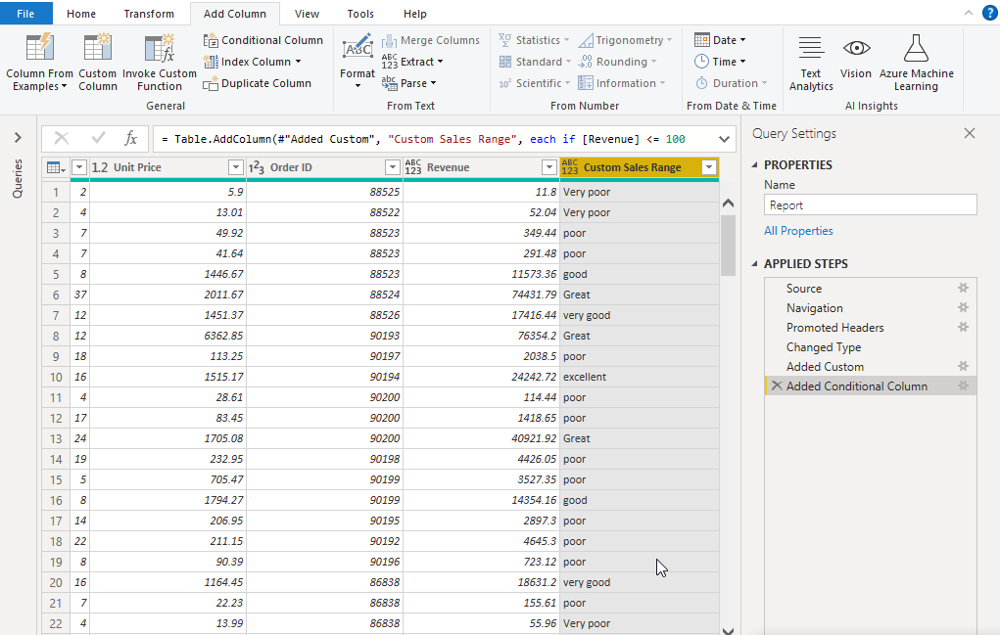 File Home Transform Add Column View Tools Help
Column From Examples
Custom Column
Invoke Custom Function
Conditional Column
Index Column
Duplicate Column
General
ABC
Format
Merge Columns
ABC 123 Extract
abc Parse
From Text
Statistics
Standard
10² Scientific
Trigonometry
.00 Rounding
Information
From Number
Date
Time
Duration
From Date & Time
Text Analytics
Vision
Azure Machine Learning
AI Insights
?
Queries
fx = Table.AddColumn(#"Added Custom", "Custom Sales Range", each if [Revenue] <= 100
1.2 Unit Price 1²3 Order ID ABC 123 Revenue ABC 123 Custom Sales Range
1 2 5.9 88525 11.8 Very poor
2 4 13.01 88522 52.04 Very poor
3 7 49.92 88523 349.44 poor
4 7 41.64 88523 291.48 poor
5 8 1446.67 88523 11573.36 good
6 37 2011.67 88524 74431.79 Great
7 12 1451.37 88526 17416.44 very good
8 12 6362.85 90193 76354.2 Great
9 18 113.25 90197 2038.5 poor
10 16 1515.17 90194 24242.72 excellent
11 4 28.61 90200 114.44 poor
12 17 83.45 90200 1418.65 poor
13 24 1705.08 90200 40921.92 Great
14 19 232.95 90198 4426.05 poor
15 5 705.47 90199 3527.35 poor
16 8 1794.27 90199 14354.16 good
17 14 206.95 90195 2897.3 poor
18 22 211.15 90192 4645.3 poor
19 8 90.39 90196 723.12 poor
20 16 1164.45 86838 18631.2 very good
21 7 22.23 86838 155.61 poor
22 4 13.99 86838 55.96 Very poor
Query Settings
PROPERTIES
Name
Report
All Properties
APPLIED STEPS
Source
Navigation
Promoted Headers
Changed Type
Added Custom
Added Conditional Column